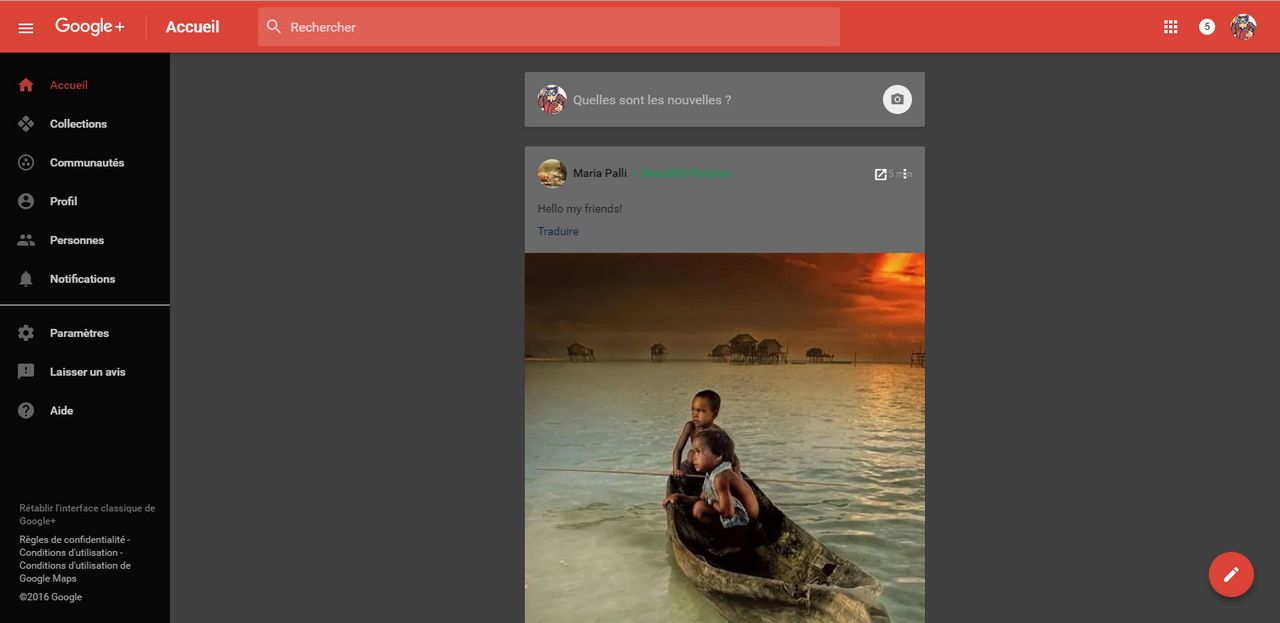 Google+
Accueil
Rechercher
5
Accueil
Collections
Communautés
Profil
Personnes
Notifications
Paramètres
Laisser un avis
Aide
Rétablir l'interface classique de
Google+
Règles de confidentialité -
Conditions d'utilisation -
Conditions d'utilisation de
Google Maps
©2016 Google
Quelles sont les nouvelles ?
Maria Palli
5 mn
Hello my friends!
Traduire